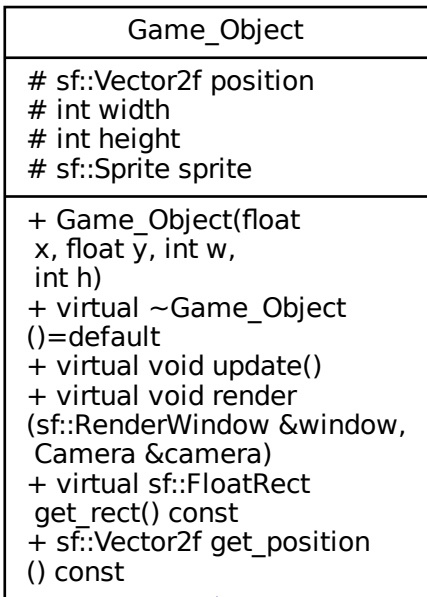 Game_Object
# sf::Vector2f position
# int width
# int height
# sf::Sprite sprite
+ Game_Object(float
x, float y, int w,
int h)
+ virtual ~Game_Object
()=default
+ virtual void update()
+ virtual void render
(sf::RenderWindow &window,
Camera &camera)
+ virtual sf::FloatRect
get_rect() const
+ sf::Vector2f get_position
() const